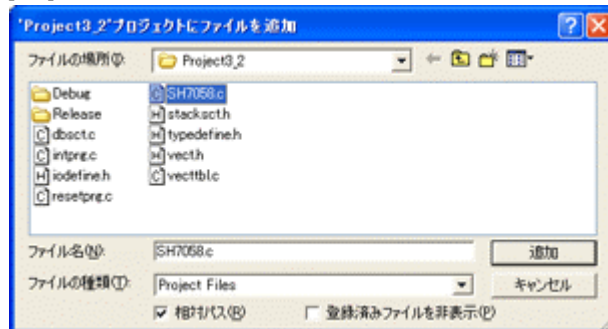 'Project3_2'プロジェクトにファイルを追加
ファイルの場所(I):
Project3_2
Debug
Release
dbsct.c
intprg.c
iodefine.h
resetprg.c
SH7058.c
stacksct.h
typedefine.h
vect.h
vecttbl.c
ファイル名(N):
SH7058.c
追加
ファイルの種類(T):
Project Files
キャンセル
相対パス(R)
登録済みファイルを非表示(P)